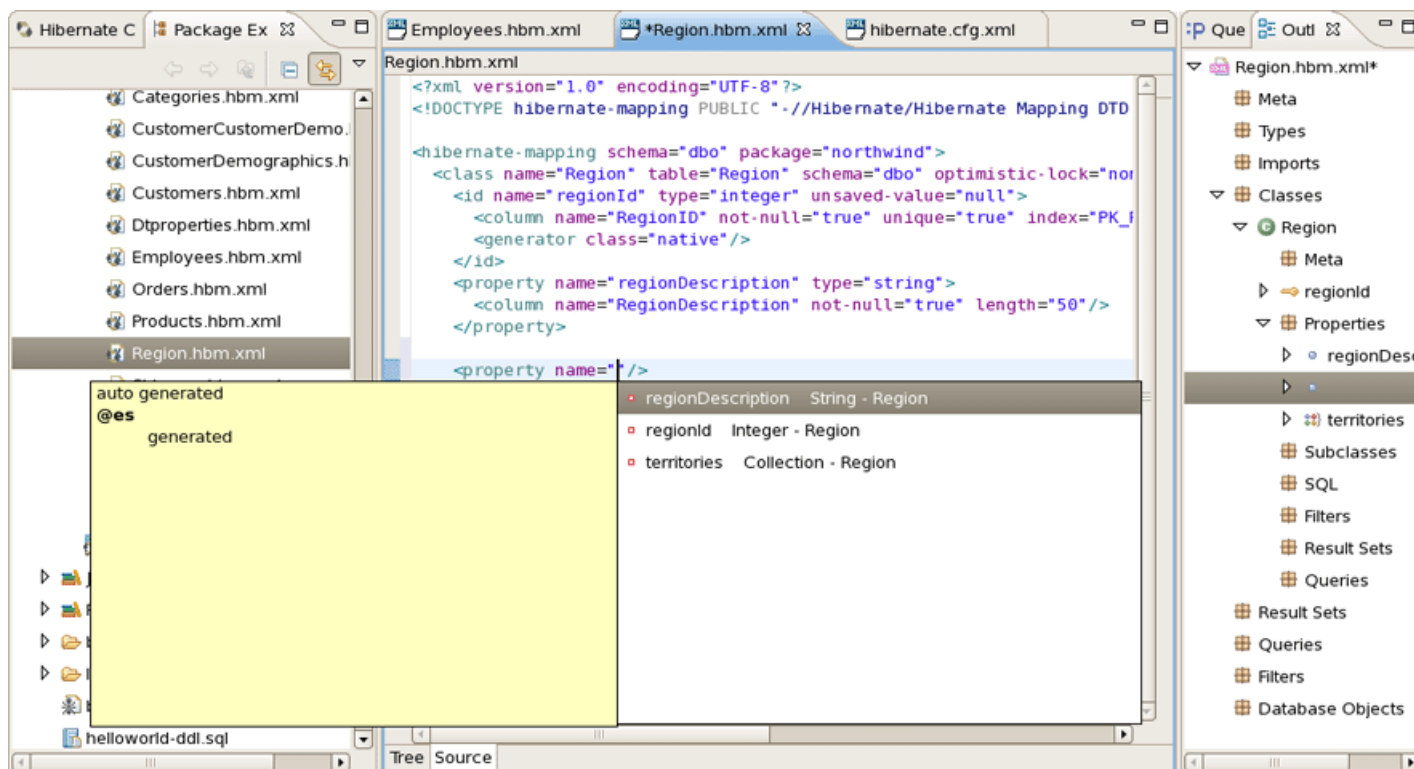 Hibernate C
Package Ex
Categories.hbm.xml
CustomerCustomerDemo.
CustomerDemographics.h
Customers.hbm.xml
Dtproperties.hbm.xml
Employees.hbm.xml
Orders.hbm.xml
Products.hbm.xml
Region.hbm.xml
helloworld-ddl.sql
Employees.hbm.xml
*Region.hbm.xml
hibernate.cfg.xml
Region.hbm.xml
<?xml version="1.0" encoding="UTF-8"?>
<!DOCTYPE hibernate-mapping PUBLIC "-//Hibernate/Hibernate Mapping DTD
<hibernate-mapping schema="dbo" package="northwind">
<class name="Region" table="Region" schema="dbo" optimistic-lock="non
<id name="regionId" type="integer" unsaved-value="null">
<column name="RegionID" not-null="true" unique="true" index="PK_
<generator class="native"/>
</id>
<property name="regionDescription" type="string">
<column name="RegionDescription" not-null="true" length="50"/>
</property>
<property name=""/>
auto generated
@es
generated
regionDescription String - Region
regionId Integer - Region
territories Collection - Region
Tree
Source
Que
Outl
Region.hbm.xml*
Meta
Types
Imports
Classes
Region
Meta
regionId
Properties
regionDesc
territories
Subclasses
SQL
Filters
Result Sets
Queries
Result Sets
Queries
Filters
Database Objects